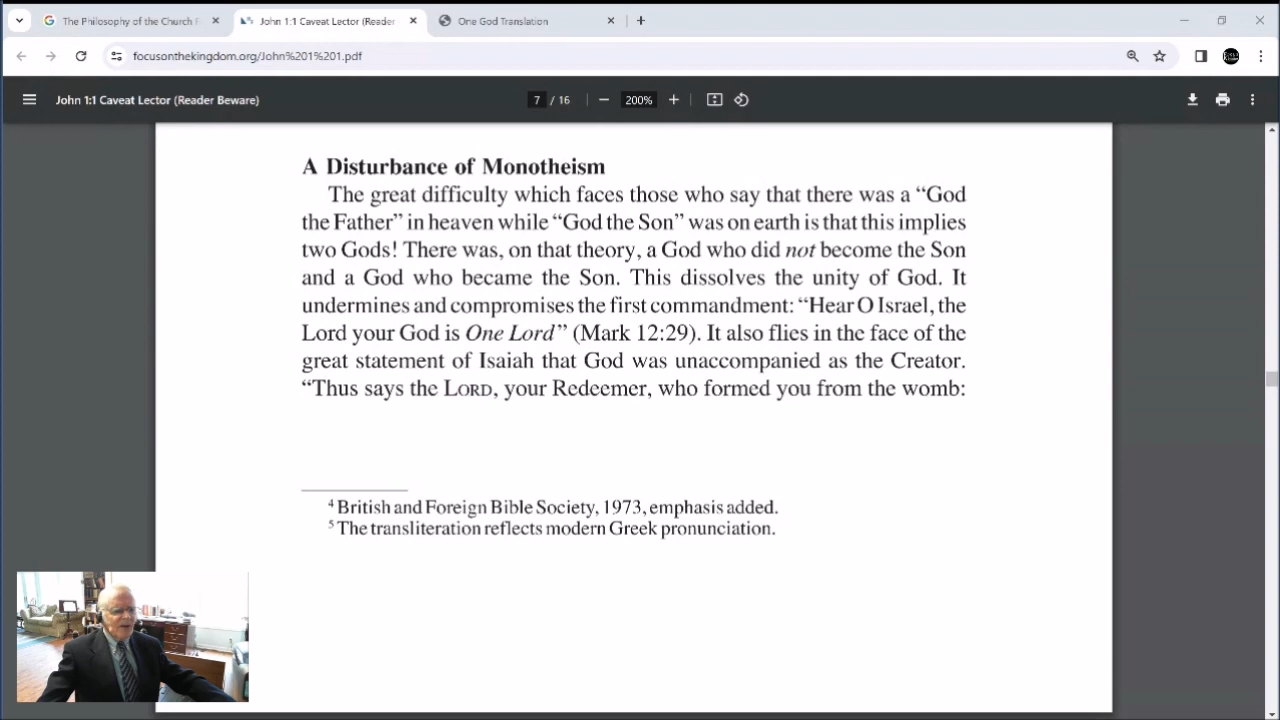 The Philosophy of the Church F
John 1:1 Caveat Lector (Reader
One God Translation
focusonthekingdom.org/John%201%201.pdf
John 1:1 Caveat Lector (Reader Beware)
7 / 16
200%
A Disturbance of Monotheism
The great difficulty which faces those who say that there was a “God
the Father” in heaven while “God the Son” was on earth is that this implies
two Gods! There was, on that theory, a God who did not become the Son
and a God who became the Son. This dissolves the unity of God. It
undermines and compromises the first commandment: “Hear O Israel, the
Lord your God is One Lord” (Mark 12:29). It also flies in the face of the
great statement of Isaiah that God was unaccompanied as the Creator.
“Thus says the LORD, your Redeemer, who formed you from the womb:
4 British and Foreign Bible Society, 1973, emphasis added.
5 The transliteration reflects modern Greek pronunciation.